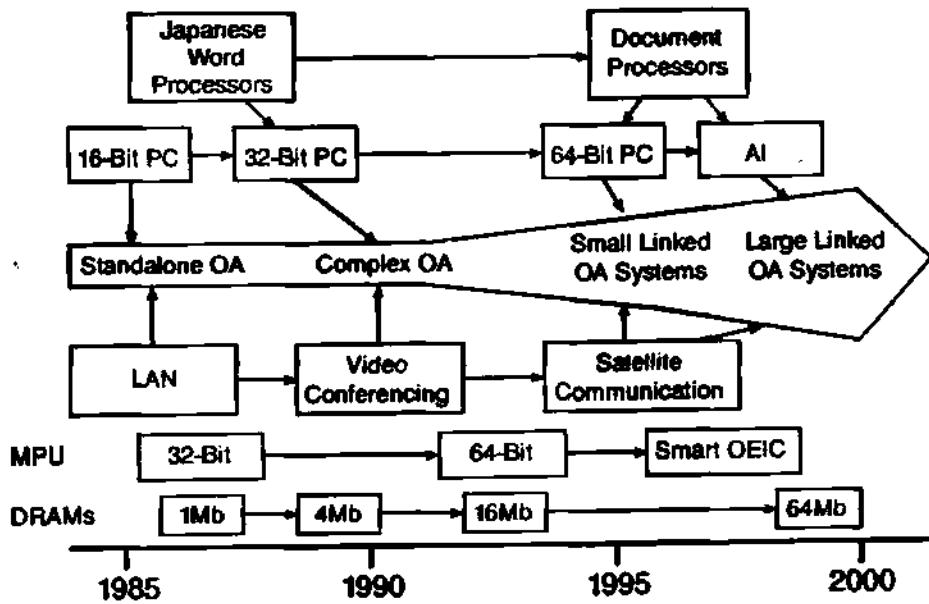 Japanese
Word
Processors
Document
Processors
16-Bit PC
32-Bit PC
64-Bit PC
AI
Standalone OA
Complex OA
Small Linked
OA Systems
Large Linked
OA Systems
LAN
Video
Conferencing
Satellite
Communication
MPU
32-Bit
64-Bit
Smart OEIC
DRAMs
1Mb
4Mb
16Mb
64Mb
1985
1990
1995
2000